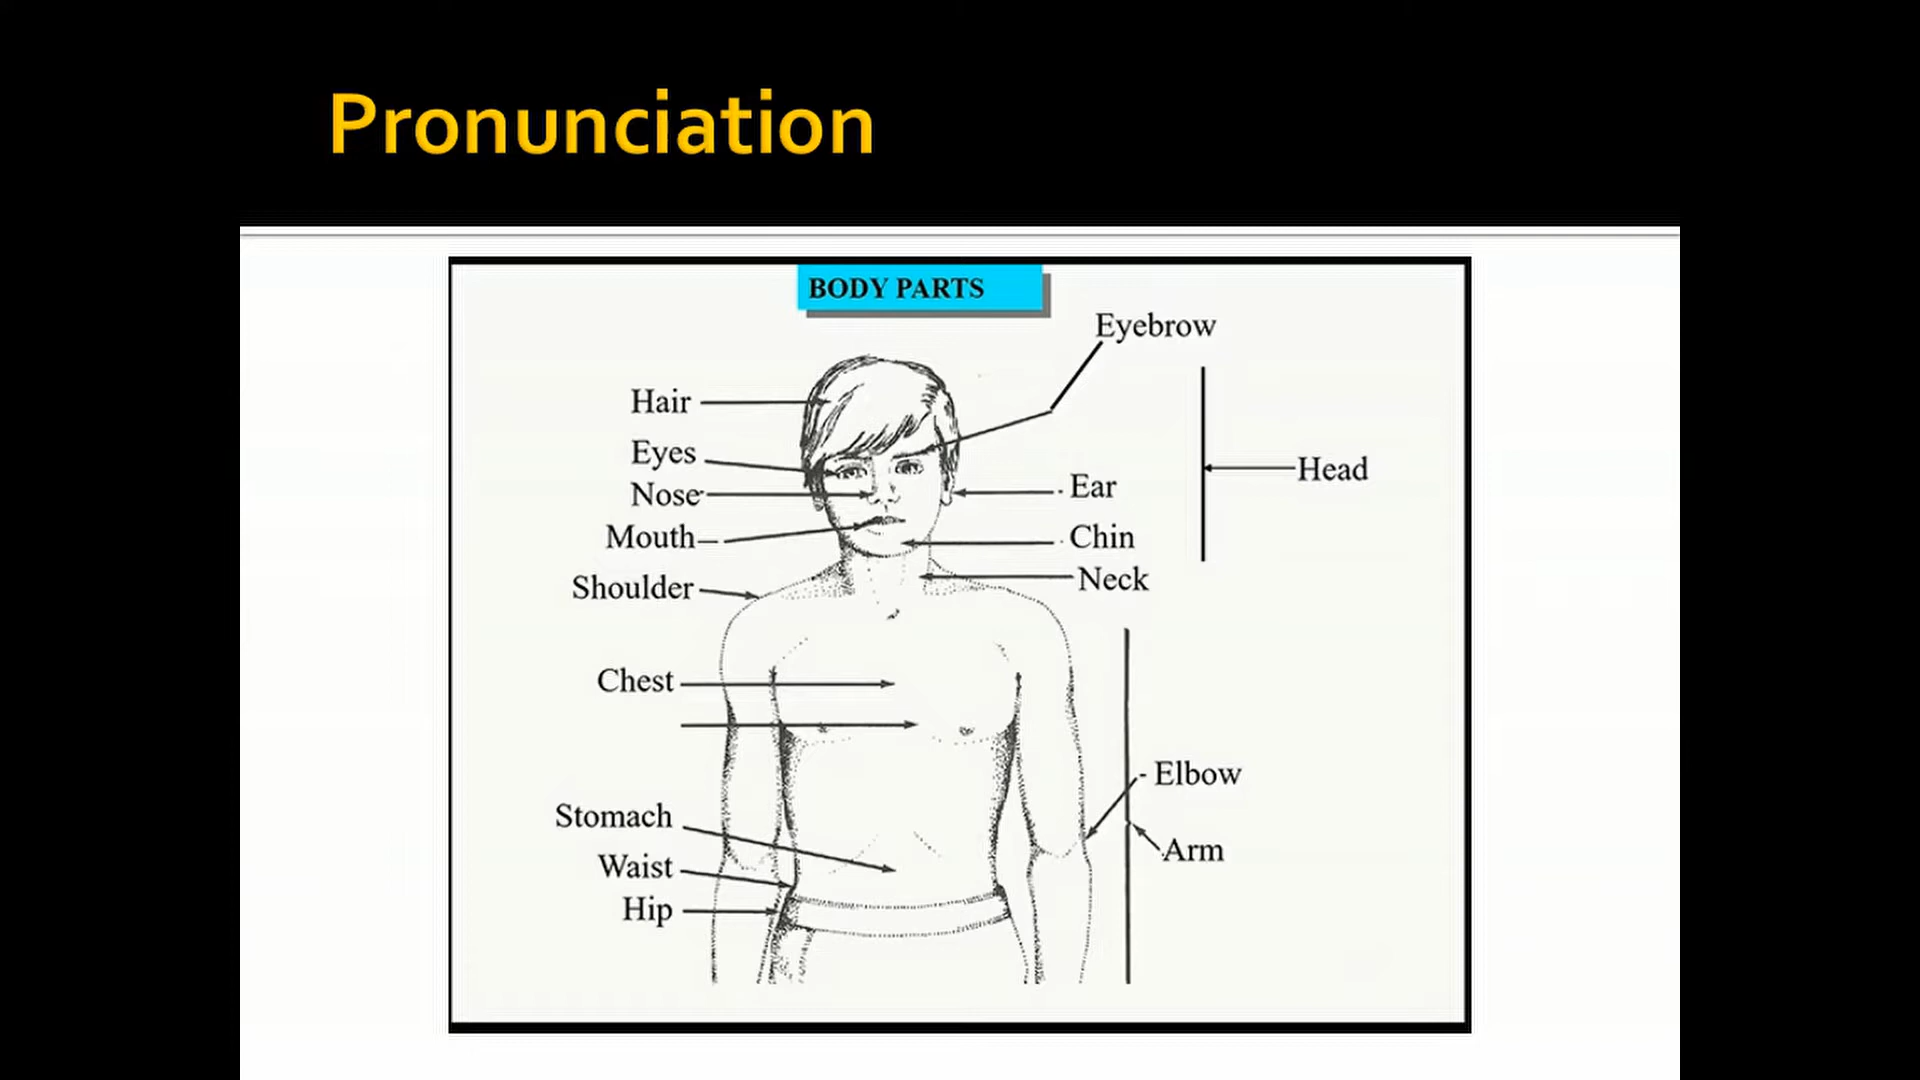 Pronunciation
BODY PARTS
Eyebrow
Hair
Eyes
Nose
Mouth
Shoulder
Ear
Chin
Neck
Head
Chest
Stomach
Waist
Hip
Elbow
Arm